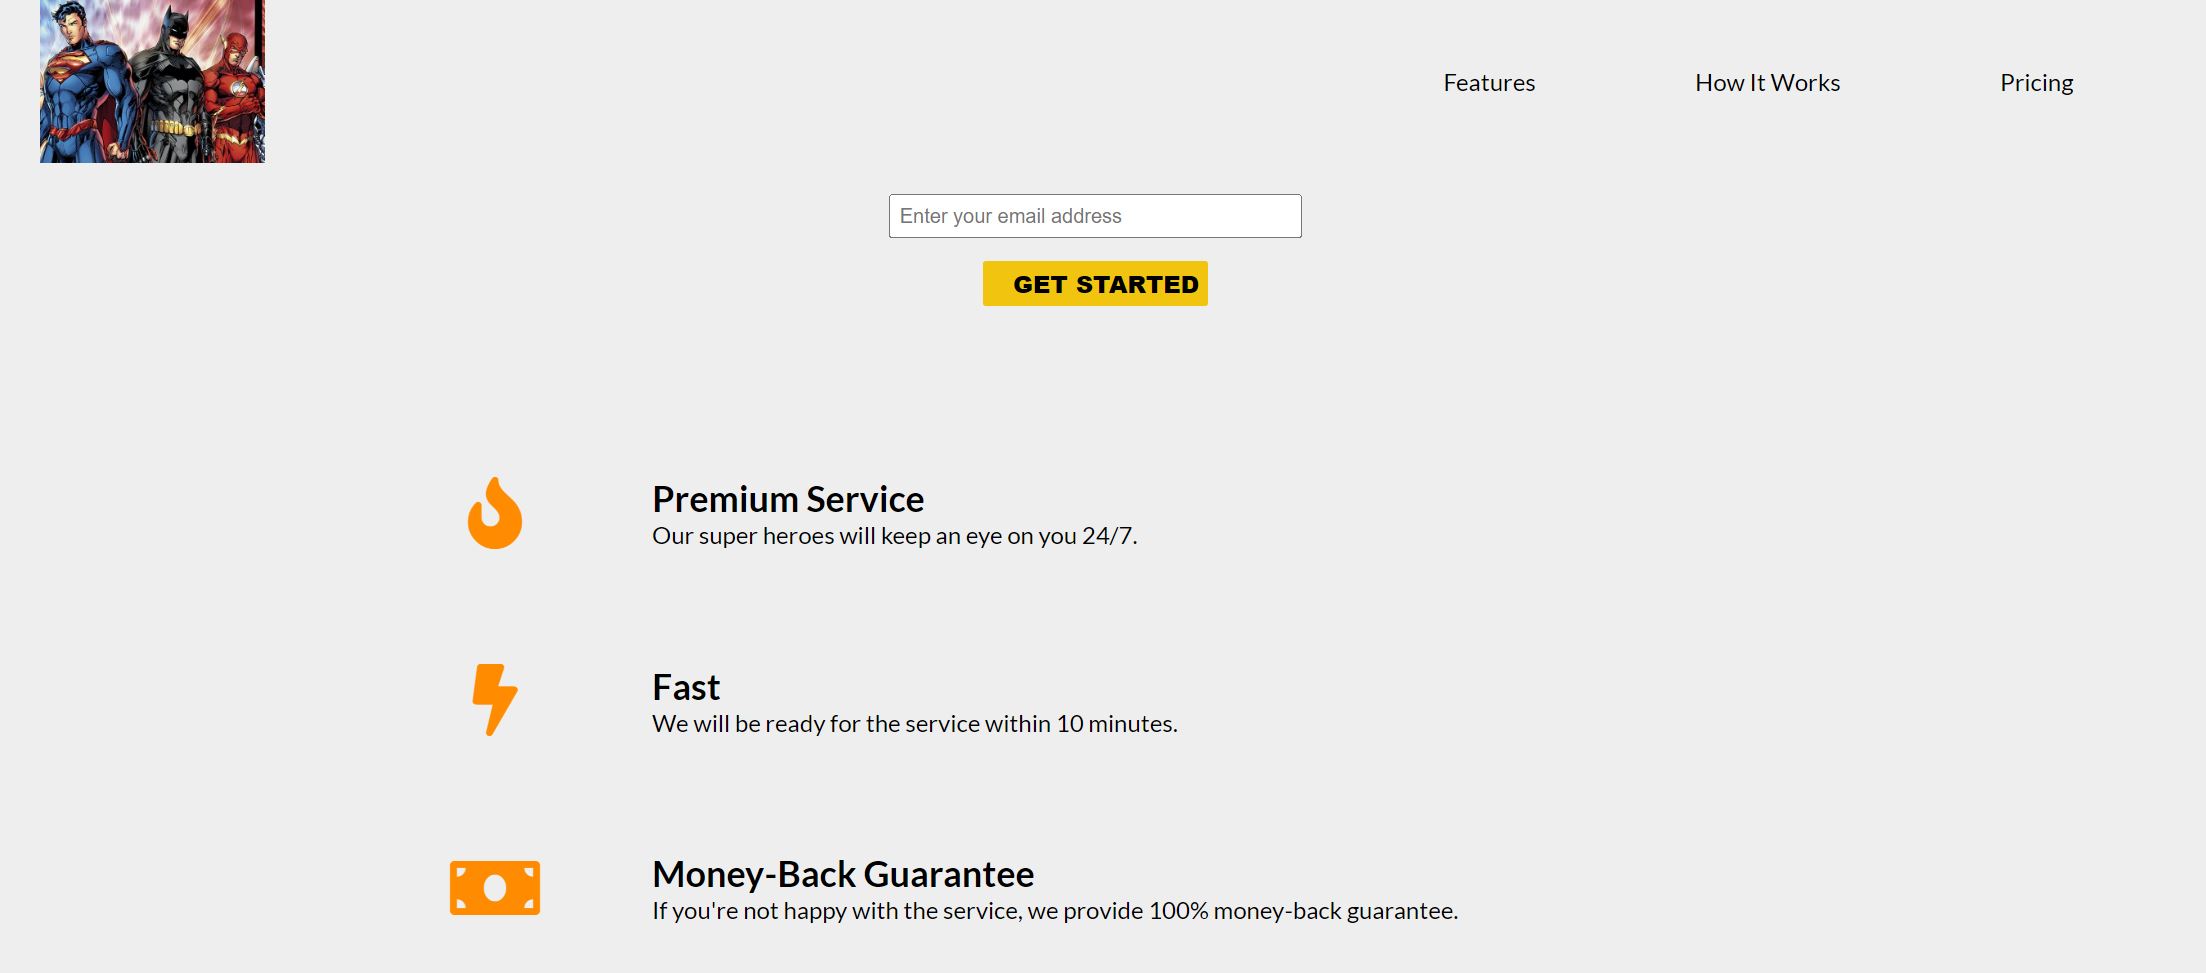 Features
How It Works
Pricing
Enter your email address
GET STARTED
Premium Service
Our super heroes will keep an eye on you 24/7.
Fast
We will be ready for the service within 10 minutes.
Money-Back Guarantee
If you're not happy with the service, we provide 100% money-back guarantee.